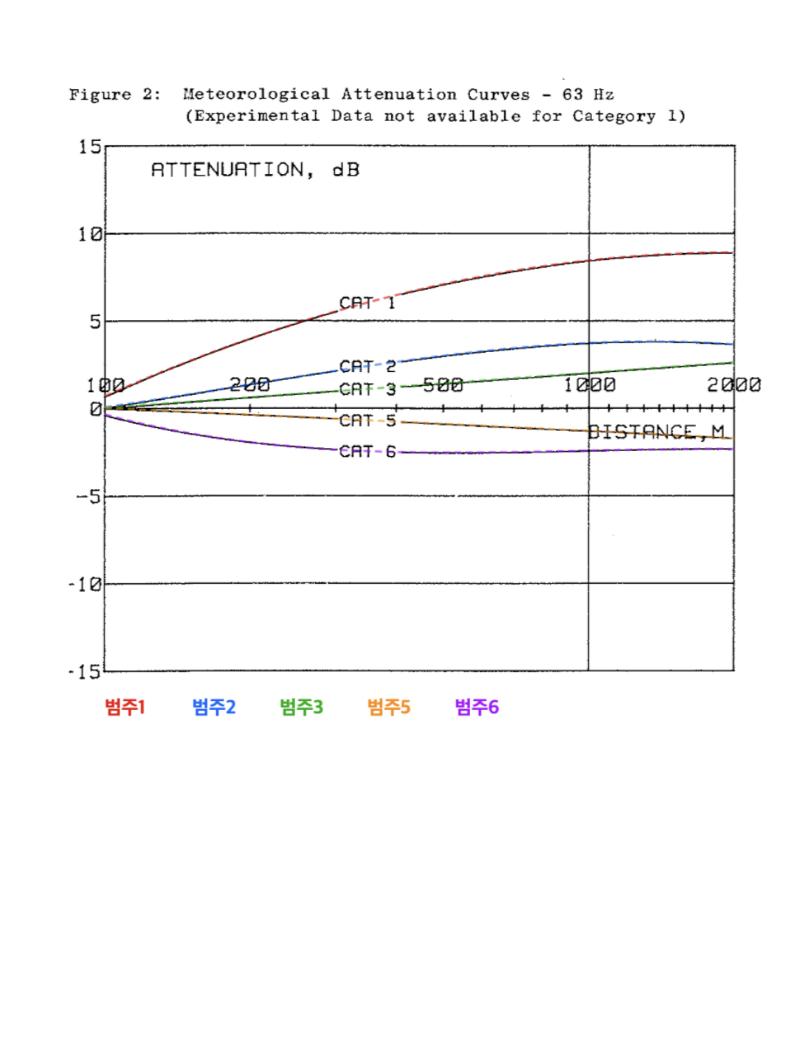 Figure 2: Meteorological Attenuation Curves - 63 Hz
(Experimental Data not available for Category 1)
15
ATTENUATION, dB
10
CAT 1
5
CAT 2
100 200 CAT 3 500 1000 2000
0
CAT 5
DISTANCE, M
CAT 6
-5
-10
-15
범주1 범주2 범주3 범주5 범주6